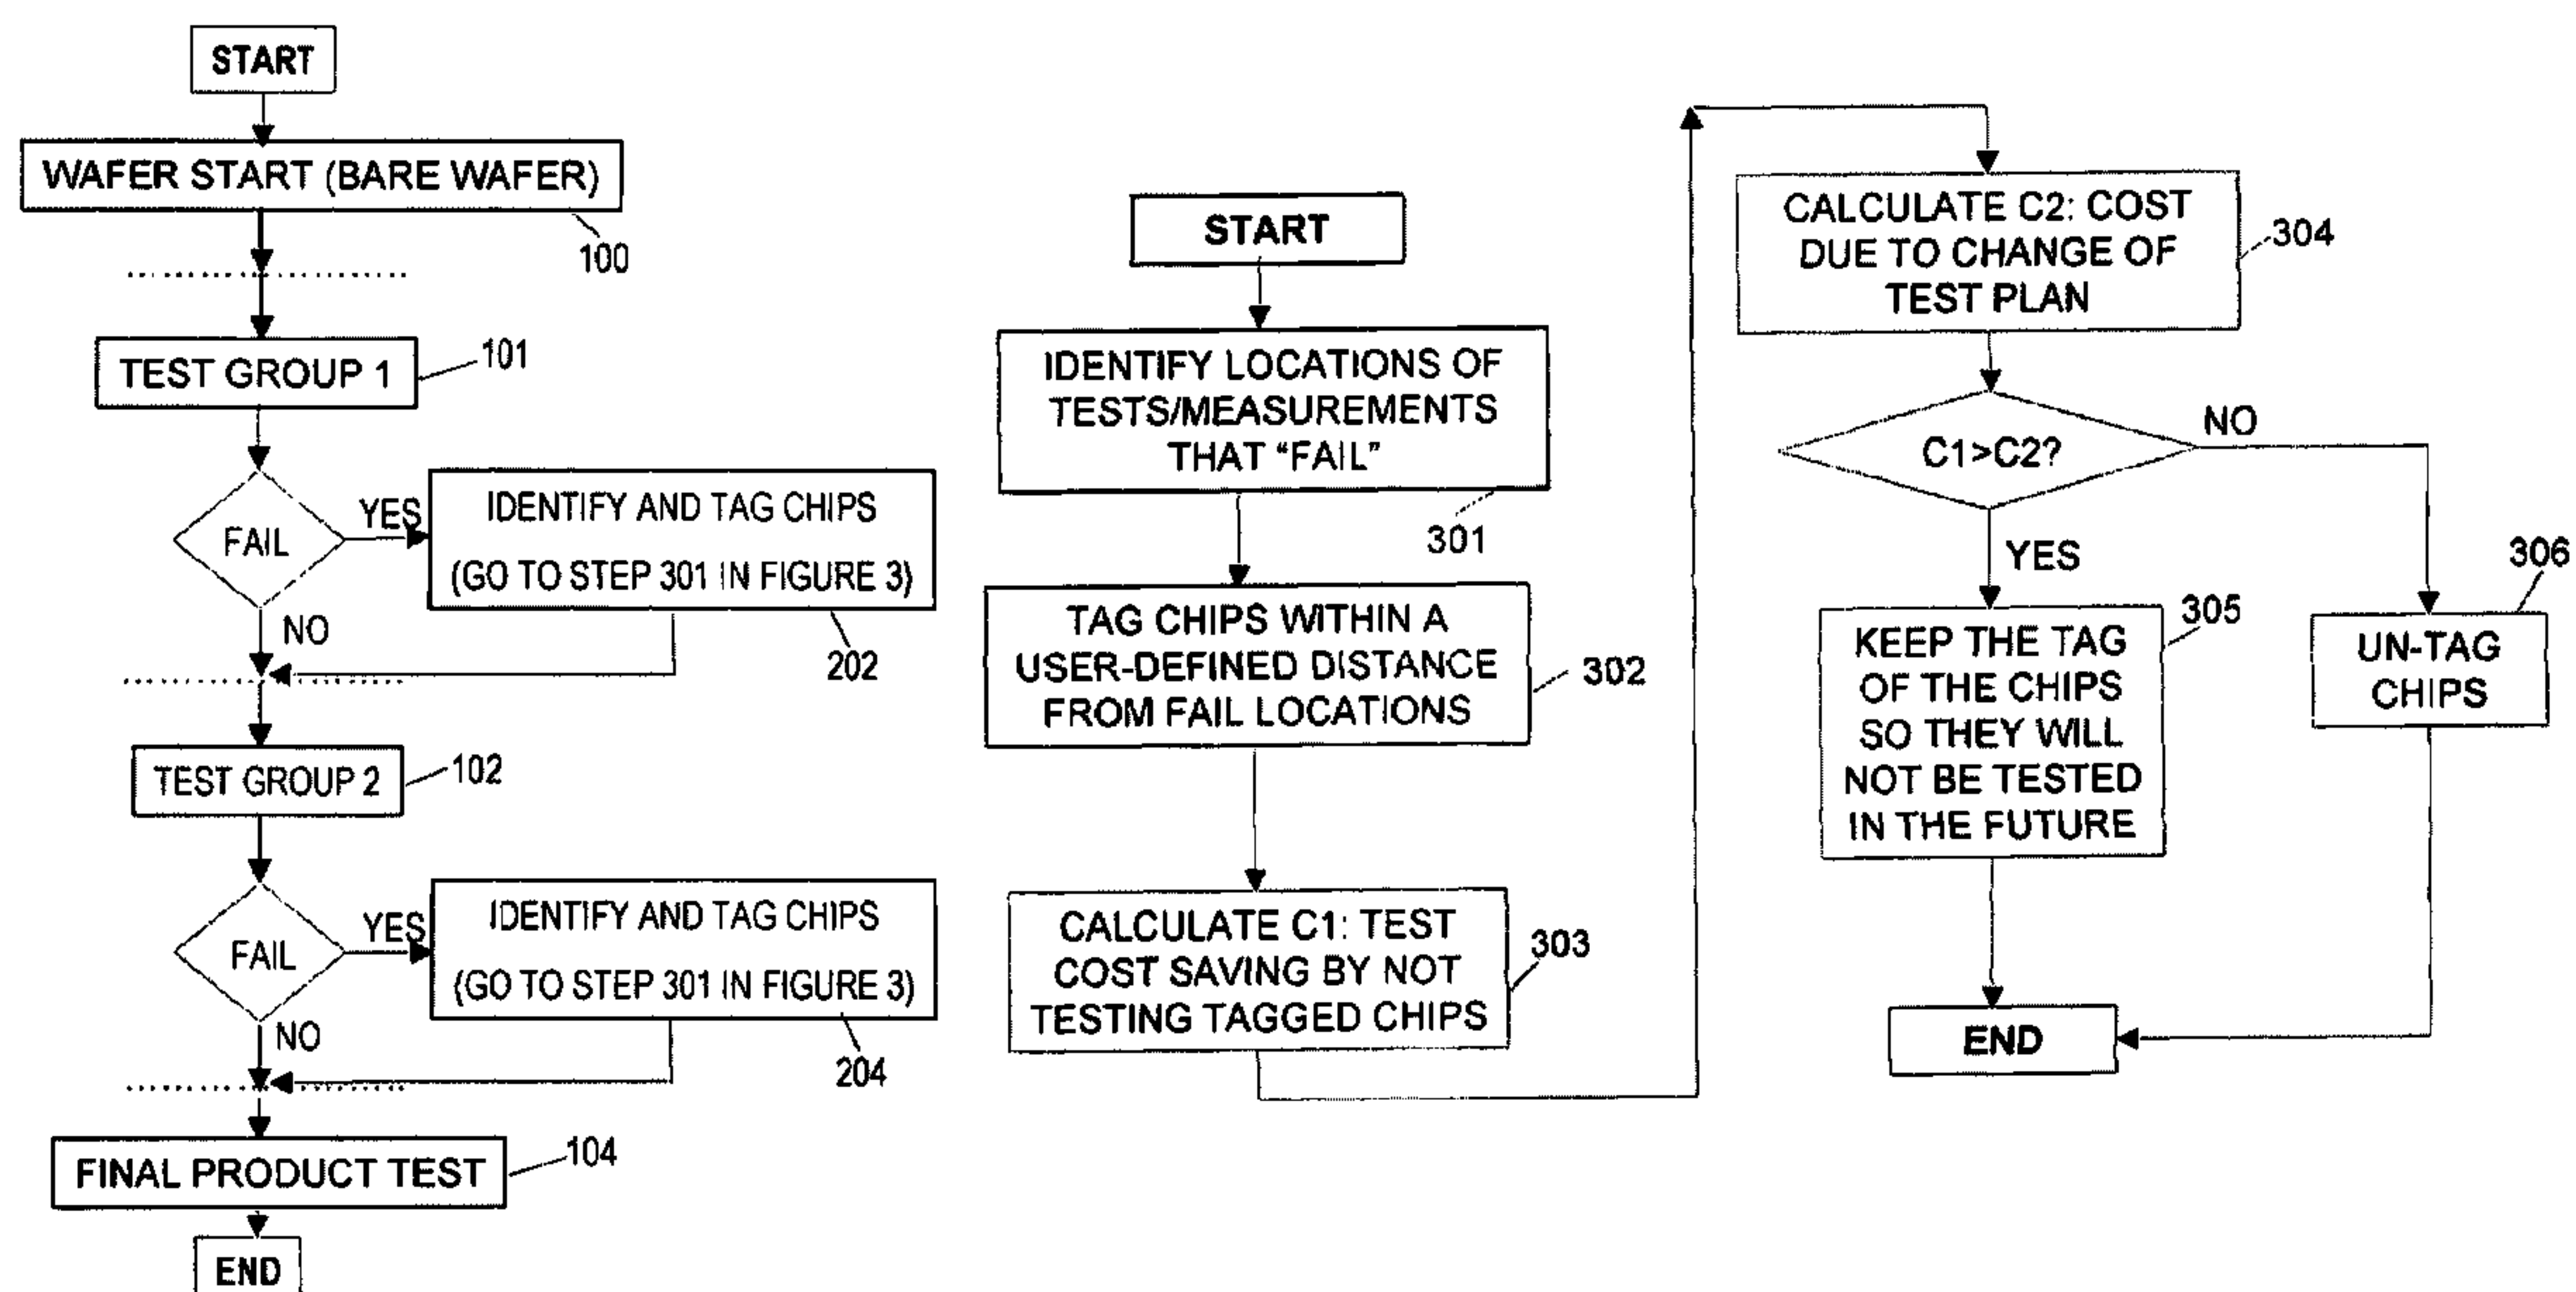 START
WAFER START (BARE WAFER)
100
TEST GROUP 1
101
FAIL
YES
IDENTIFY AND TAG CHIPS
(GO TO STEP 301 IN FIGURE 3)
202
NO
TEST GROUP 2
102
FAIL
YES
IDENTIFY AND TAG CHIPS
(GO TO STEP 301 IN FIGURE 3)
204
NO
FINAL PRODUCT TEST
104
END
START
IDENTIFY LOCATIONS OF
TESTS/MEASUREMENTS
THAT “FAIL”
301
TAG CHIPS WITHIN A
USER-DEFINED DISTANCE
FROM FAIL LOCATIONS
302
CALCULATE C1: TEST
COST SAVING BY NOT
TESTING TAGGED CHIPS
303
CALCULATE C2: COST
DUE TO CHANGE OF
TEST PLAN
304
C1>C2?
NO
YES
KEEP THE TAG
OF THE CHIPS
SO THEY WILL
NOT BE TESTED
IN THE FUTURE
305
306
UN-TAG
CHIPS
END